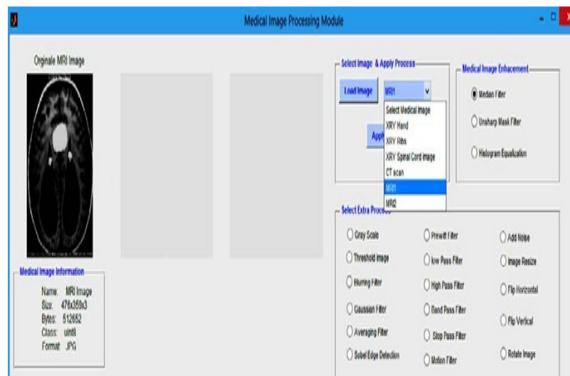 Medical Image Processing Module
Orginale MRI Image
Select Image & Apply Process
Load Image
MRI1
Select Medical Image
XRY Hand
XRY Ribs
XRY Spinal Cord Image
CT scan
MRI1
MRI2
Apply
Medical Image Enhacement
Median Filter
Unsharp Mask Filter
Histogram Equalization
Medical Image Information
Name: MRI Image
Size: 476x359x3
Bytes: 512652
Class: uint8
Format: JPG
Select Extra Process
Gray Scale
Threshold Image
Blurring Filter
Gaussian Filter
Averaging Filter
Sobel Edge Detection
Prewitt Filter
low Pass Filter
High Pass Filter
Band Pass Filter
Stop Pass Filter
Motion Filter
Add Noise
Image Resize
Flip Horizontal
Flip Vertical
Rotate Image